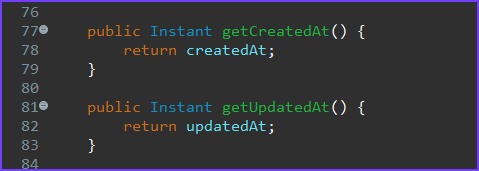 76
77 public Instant getCreatedAt() {
78 return createdAt;
79 }
80
81 public Instant getUpdatedAt() {
82 return updatedAt;
83 }
84